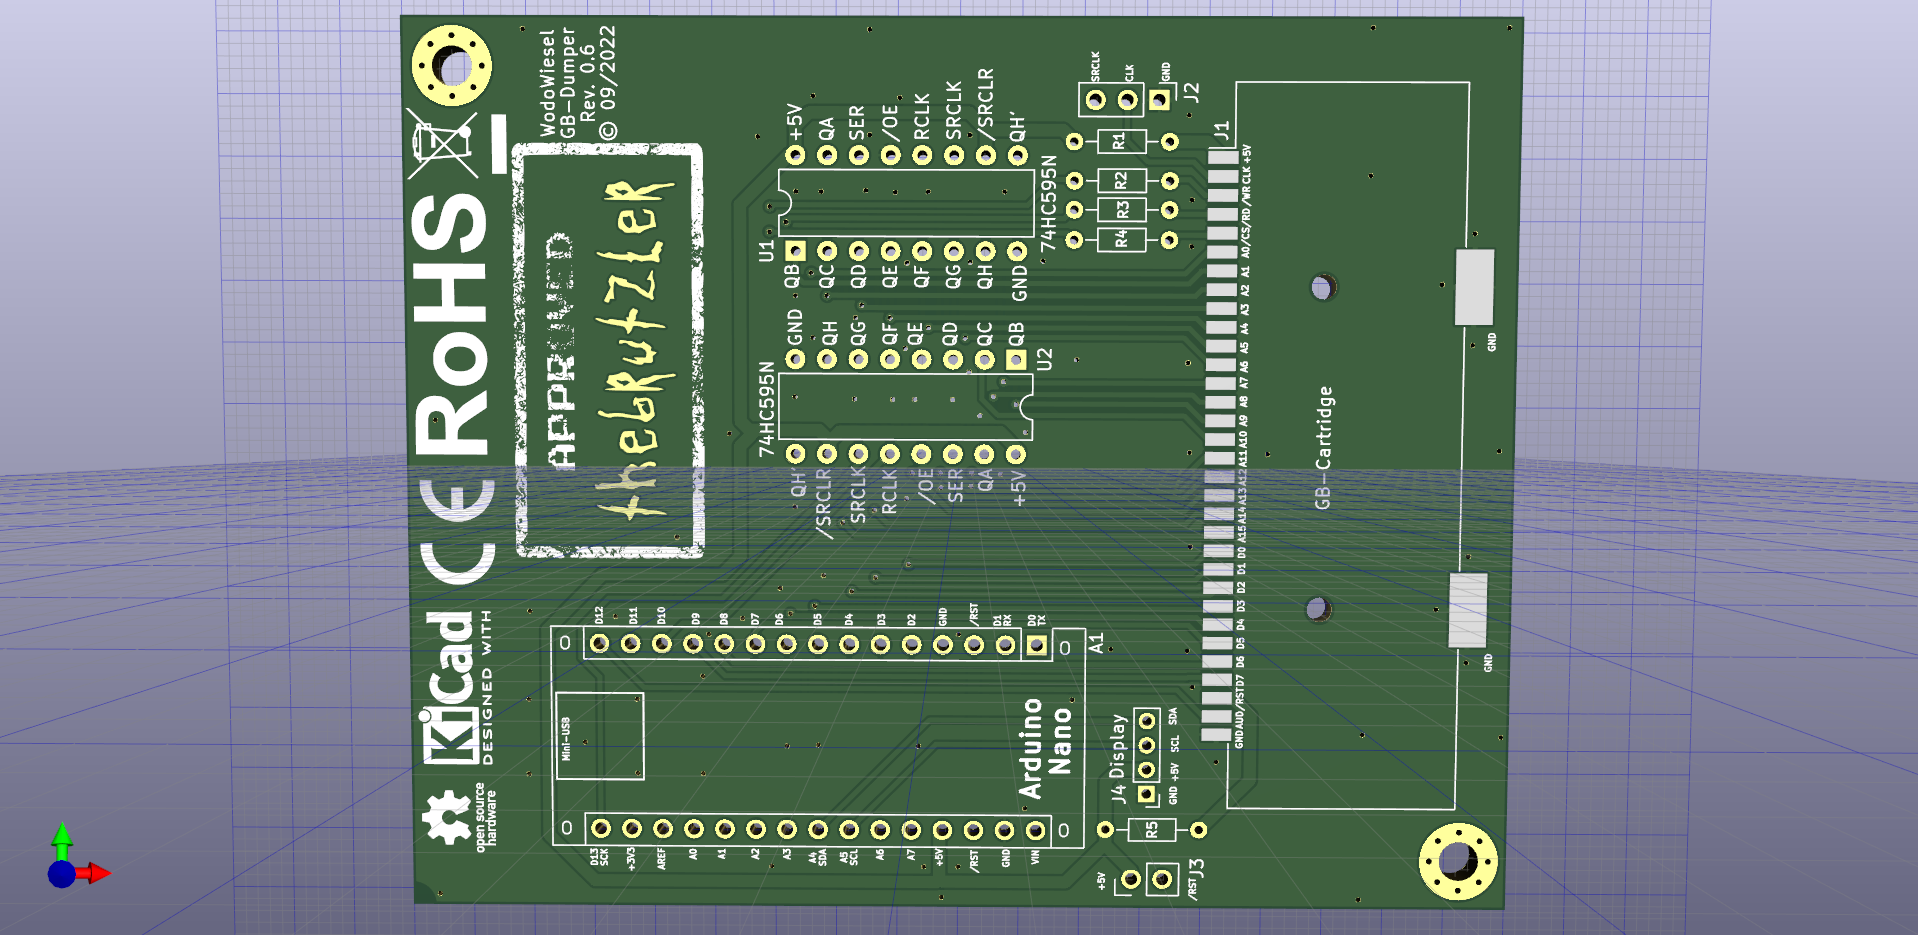 WodoWiesel
GB-Dumper
Rev. 0.6
© 09/2022
RoHS
CE
KiCad
DESIGNED WITH
open source
hardware
APPROVED
thebrutzler
+5V
QA
SER
/OE
RCLK
SRCLK
/SRCLR
QH'
74HC595N
U1
QB
QC
QD
QE
QF
QG
QH
GND
GND
QH
QG
QF
QE
QD
QC
QB
U2
74HC595N
QH'
/SRCLR
SRCLK
RCLK
/OE
SER
QA
+5V
SRCLK
CLK
GND
J2
R1
R2
R3
R4
J1
+5V
CLK
/WR
/RD
/CS
A0
A1
A2
A3
A4
A5
A6
A7
A8
A9
A10
A11
A12
A13
A14
A15
D0
D1
D2
D3
D4
D5
D6
D7
/RST
AUD
GND
GB-Cartridge
GND
GND
D12
D11
D10
D9
D8
D7
D6
D5
D4
D3
D2
GND
/RST
D1
RX
D0
TX
A1
Mini-USB
Arduino
Nano
D13
SCK
+3V3
AREF
A0
A1
A2
A3
A4
SDA
A5
SCL
A6
A7
+5V
/RST
GND
VIN
J4 Display
SDA
SCL
+5V
GND
R5
+5V
/RST
J3